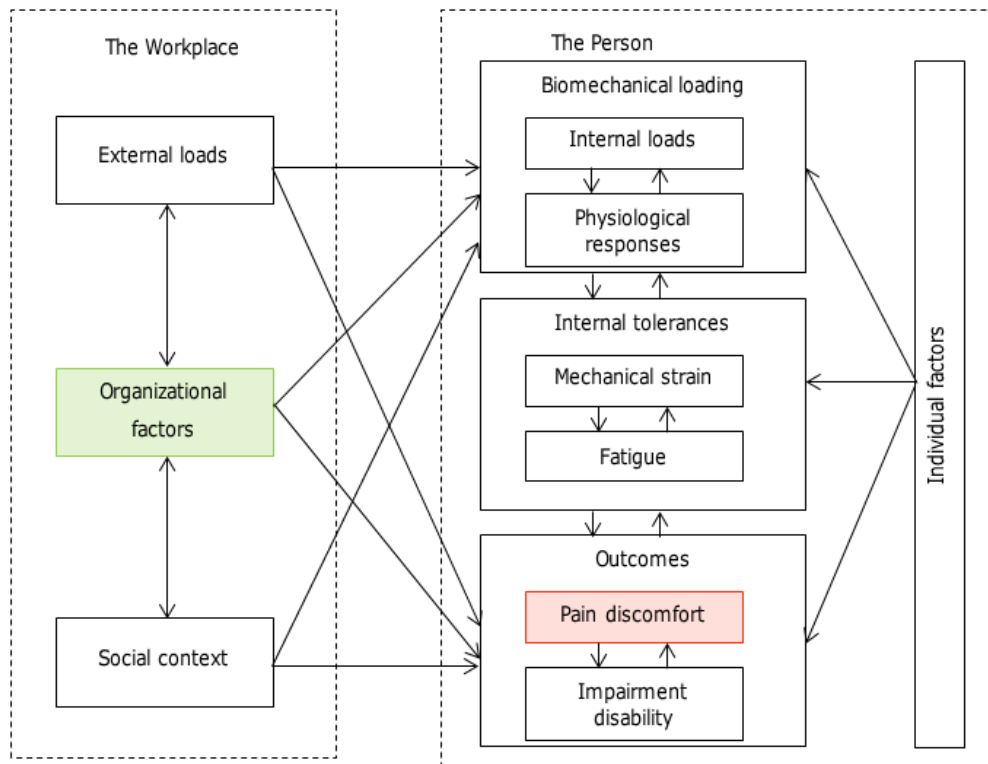 The Workplace
External loads
Organizational
factors
Social context
The Person
Biomechanical loading
Internal loads
Physiological
responses
Internal tolerances
Mechanical strain
Fatigue
Outcomes
Pain discomfort
Impairment
disability
Individual factors